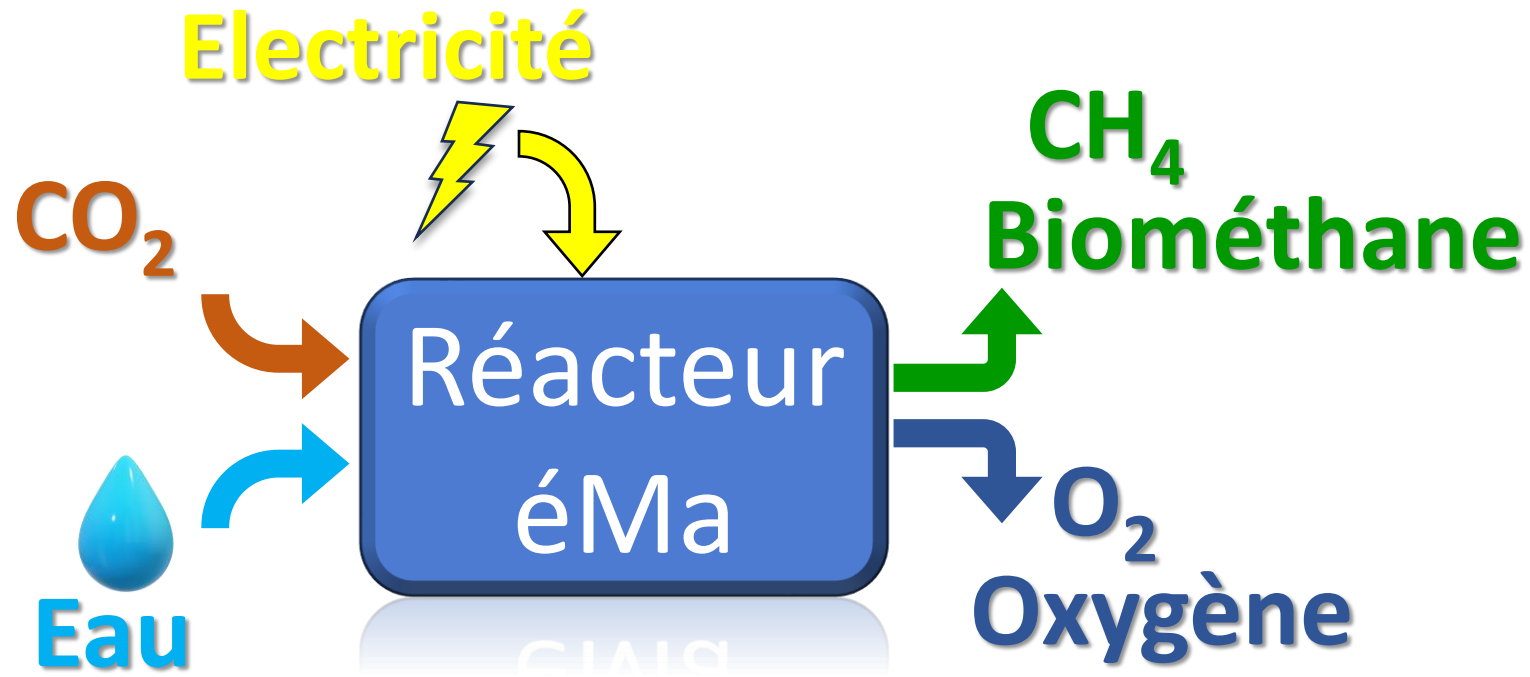 Electricité
CO₂
Eau
Réacteur
éMa
CH₄
Biométhane
O₂
Oxygène